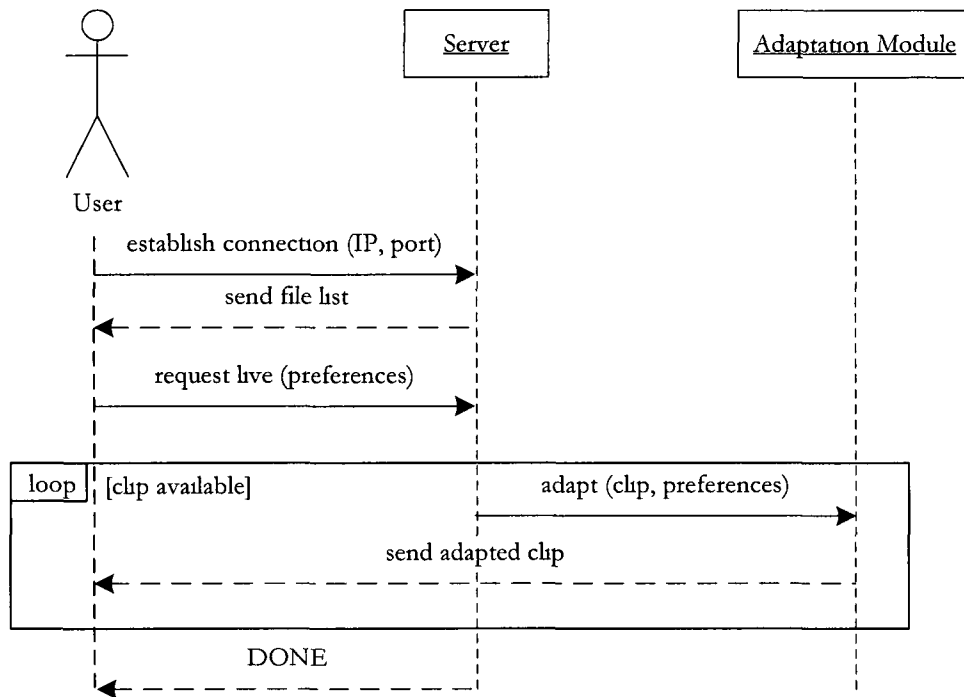 Server
Adaptation Module
User
establish connection (IP, port)
send file list
request live (preferences)
loop
[clip available]
adapt (clip, preferences)
send adapted clip
DONE